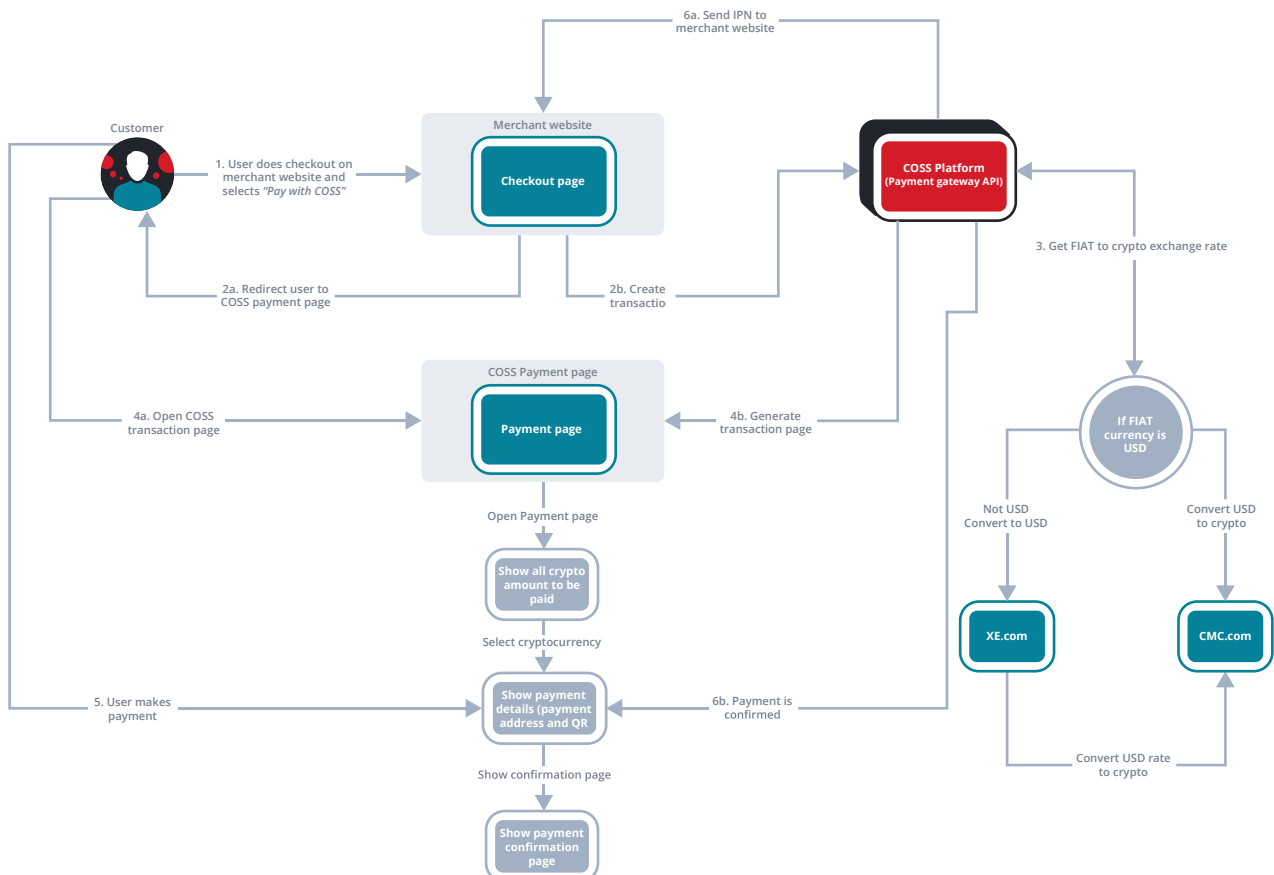 6a. Send IPN to
merchant website
Customer
1. User does checkout on
merchant website and
selects “Pay with COSS”
Merchant website
Checkout page
COSS Platform
(Payment gateway API)
3. Get FIAT to crypto exchange rate
2a. Redirect user to
COSS payment page
2b. Create
transactio
COSS Payment page
Payment page
4a. Open COSS
transaction page
4b. Generate
transaction page
If FIAT
currency is
USD
Not USD
Convert to USD
Convert USD
to crypto
Open Payment page
Show all crypto
amount to be
paid
Select cryptocurrency
XE.com
CMC.com
5. User makes
payment
Show payment
details (payment
address and QR
6b. Payment is
confirmed
Convert USD rate
to crypto
Show confirmation page
Show payment
confirmation
page